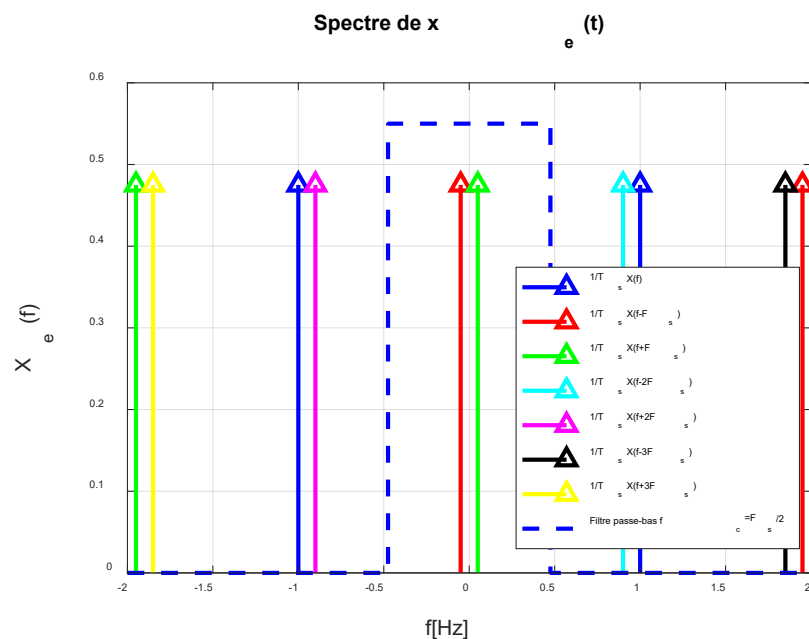 Spectre de x e (t)
0.6
0.5
0.4
0.3
0.2
0.1
0
X e (f)
-2 -1.5 -1 -0.5 0 0.5 1 1.5 2
f[Hz]
1/T s X(f)
1/T s X(f-F s )
1/T s X(f+F s )
1/T s X(f-2F s )
1/T s X(f+2F s )
1/T s X(f-3F s )
1/T s X(f+3F s )
Filtre passe-bas f c =F s /2